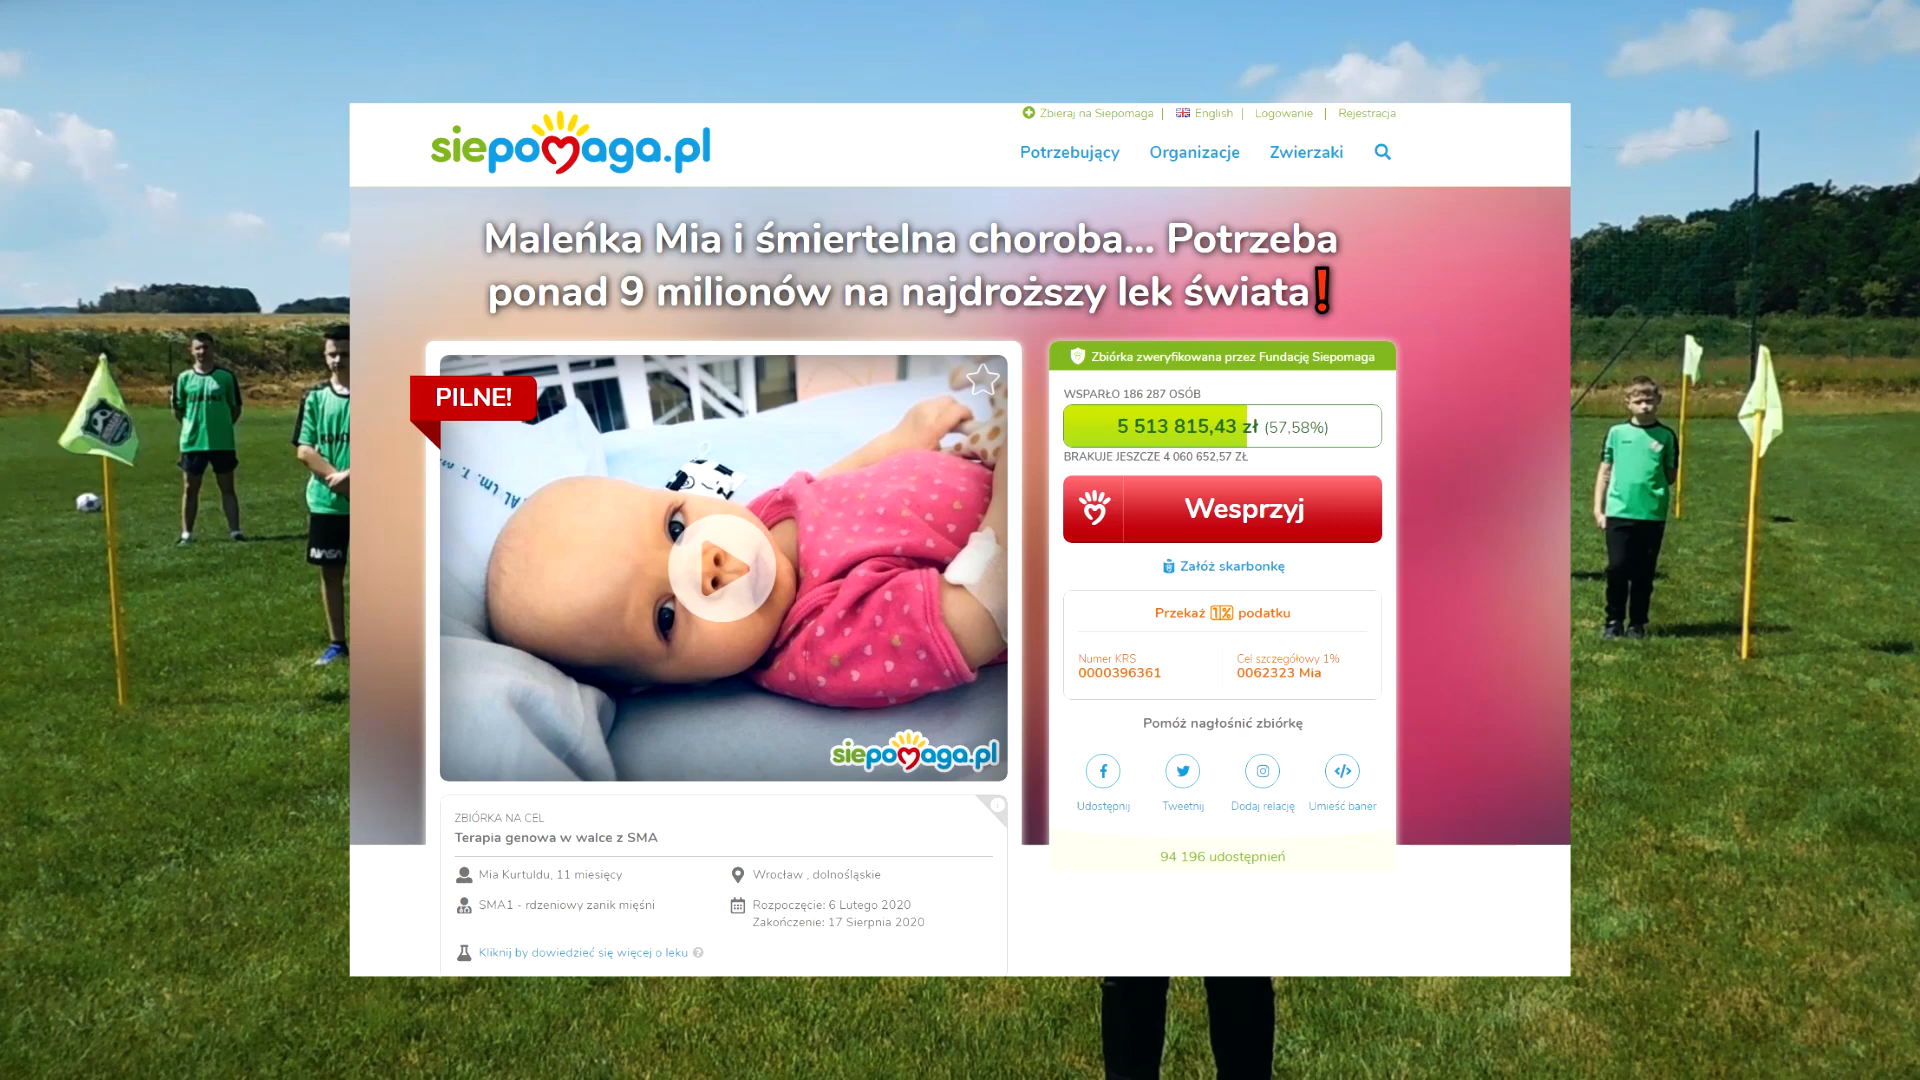 siepomaga.pl
Zbieraj na Siepomaga | English | Logowanie | Rejestracja
Potrzebujący Organizacje Zwierzaki
Maleńka Mia i śmiertelna choroba... Potrzeba
ponad 9 milionów na najdroższy lek świata❗
PILNE!
siepomaga.pl
ZBIÓRKA NA CEL
Terapia genowa w walce z SMA
Mia Kurtuldu, 11 miesięcy
Wrocław , dolnośląskie
SMA1 - rdzeniowy zanik mięśni
Rozpoczęcie: 6 Lutego 2020
Zakończenie: 17 Sierpnia 2020
Kliknij by dowiedzieć się więcej o leku ?
Zbiórka zweryfikowana przez Fundację Siepomaga
WSPARŁO 186 287 OSÓB
5 513 815,43 zł (57,58%)
BRAKUJE JESZCZE 4 060 652,57 ZŁ
Wesprzyj
Załóż skarbonkę
Przekaż 1% podatku
Numer KRS
0000396361
Cel szczegółowy 1%
0062323 Mia
Pomóż nagłośnić zbiórkę
Udostępnij Tweetnij Dodaj relację Umieść baner
94 196 udostępnień
NASA